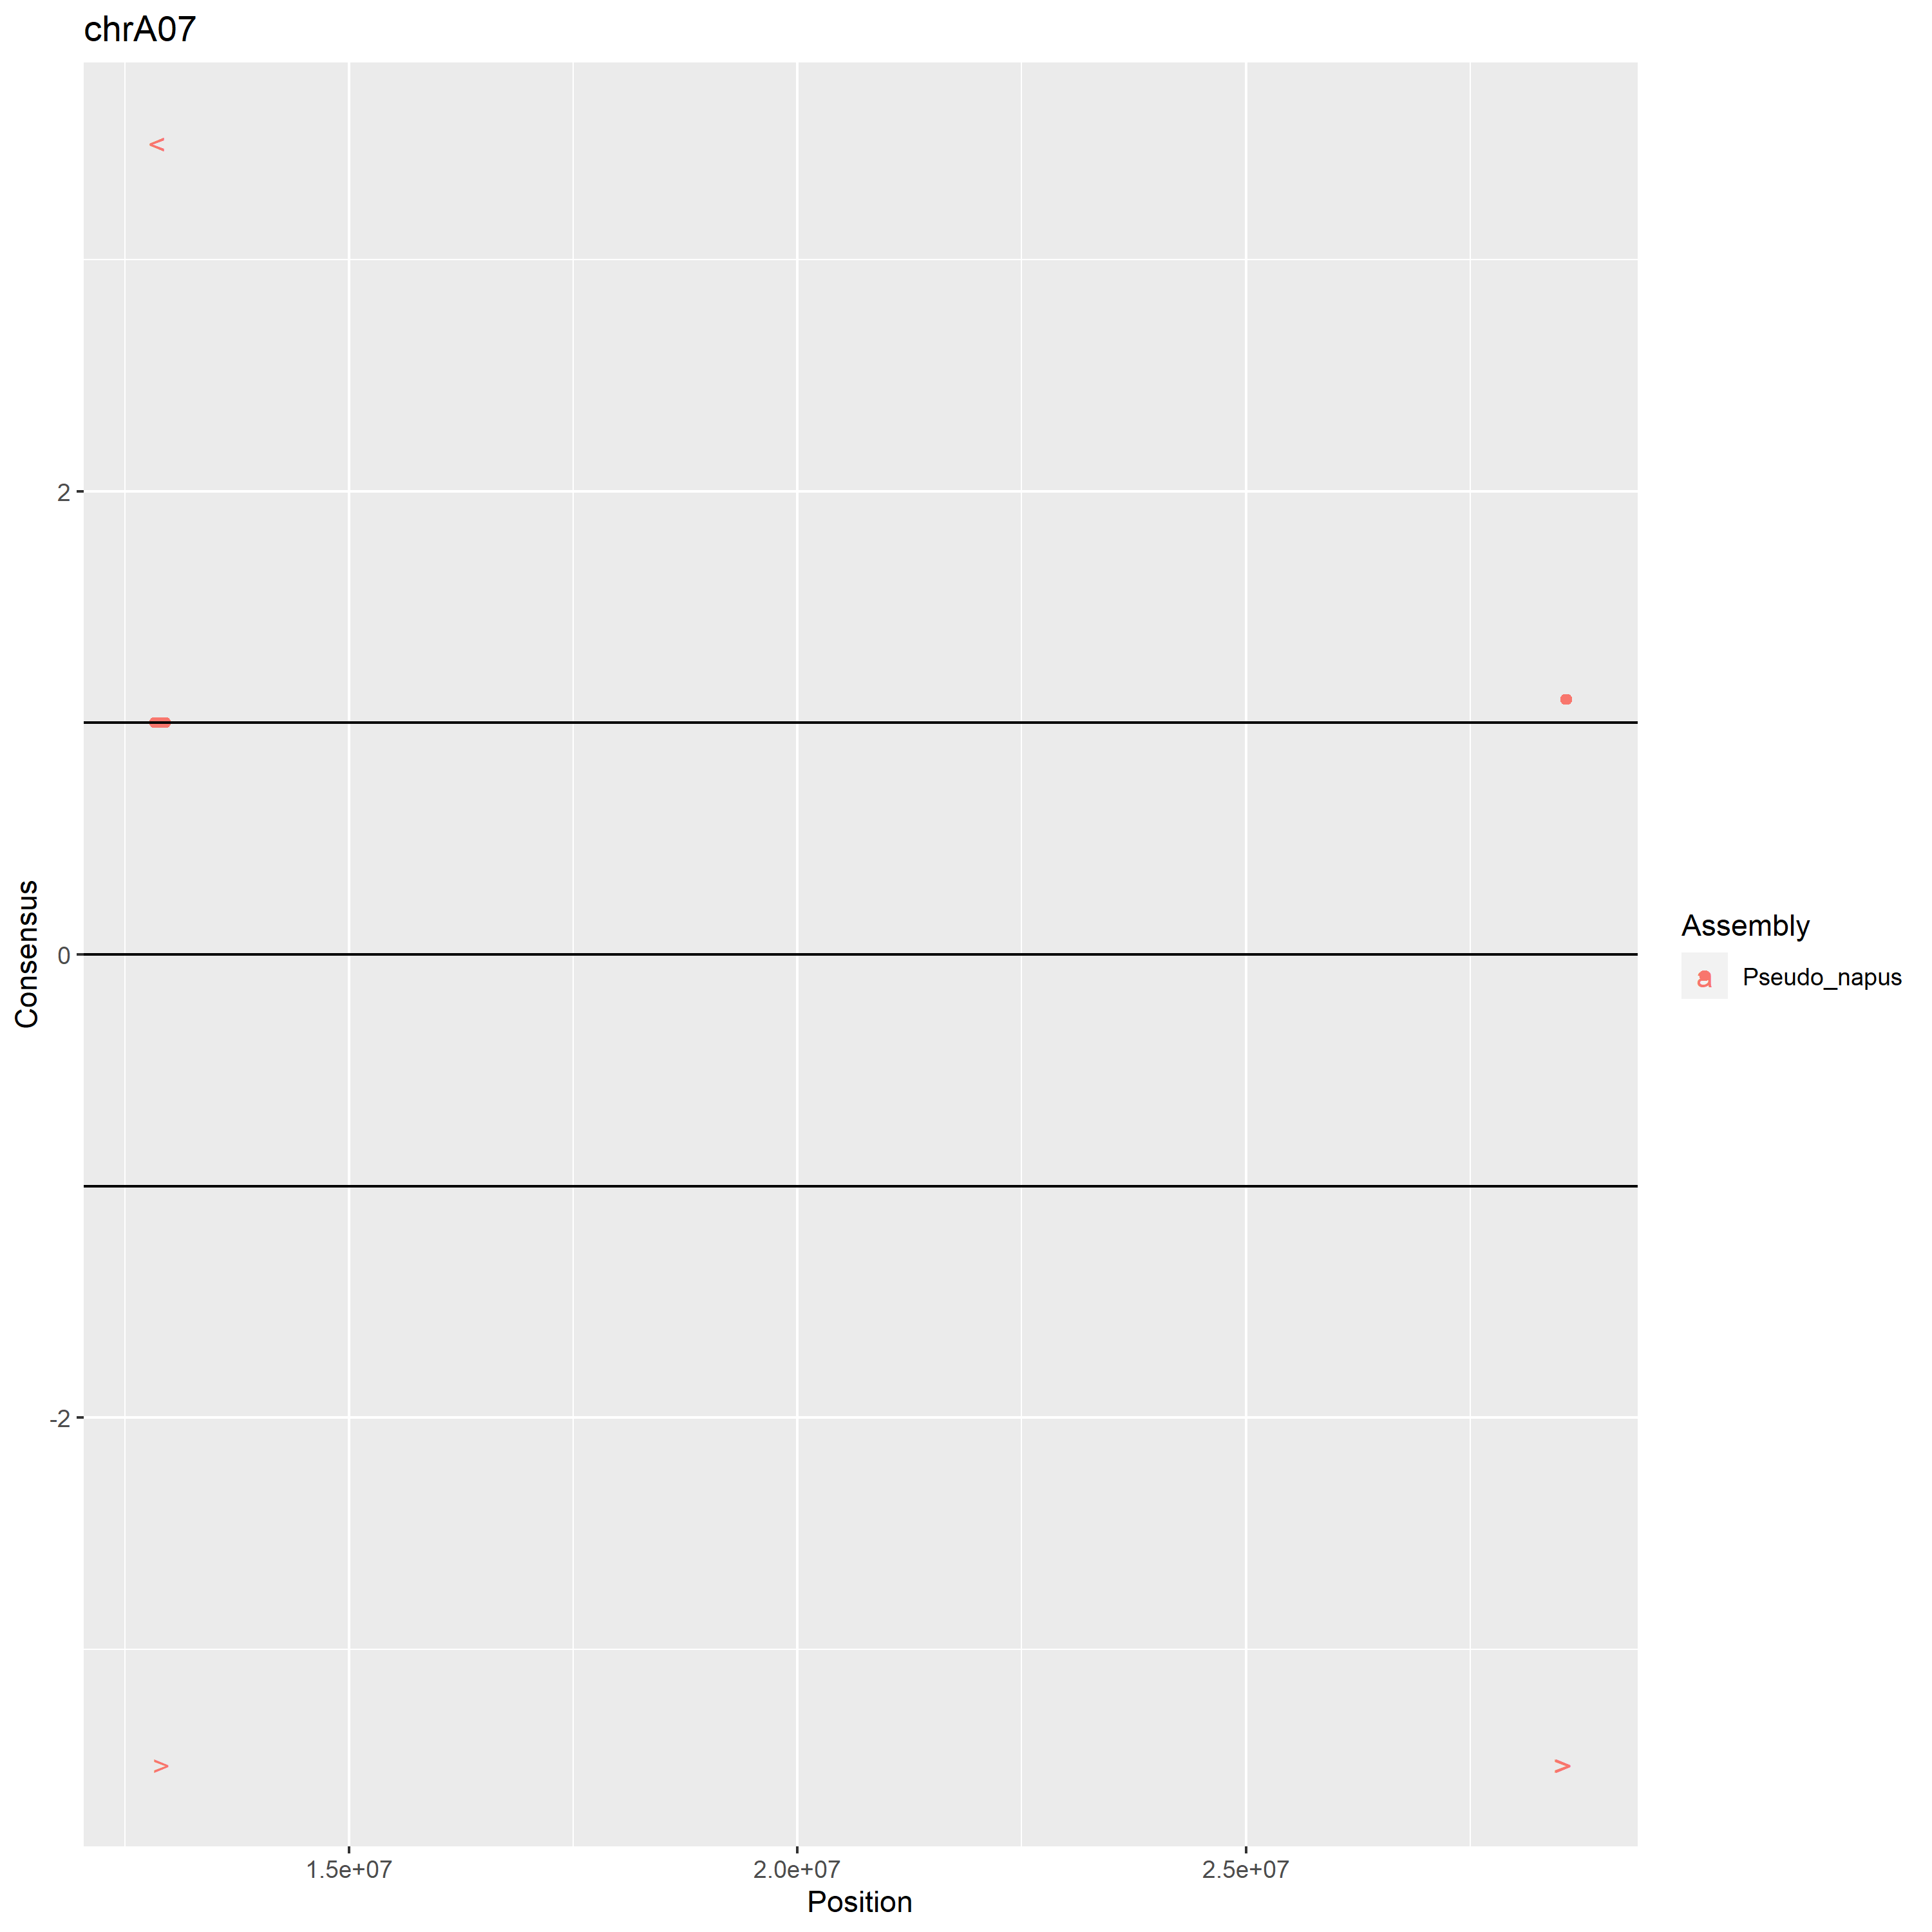 chrA07
<
2
0
-2
>
>
1.5e+07
2.0e+07
2.5e+07
Position
Consensus
Assembly
a Pseudo_napus